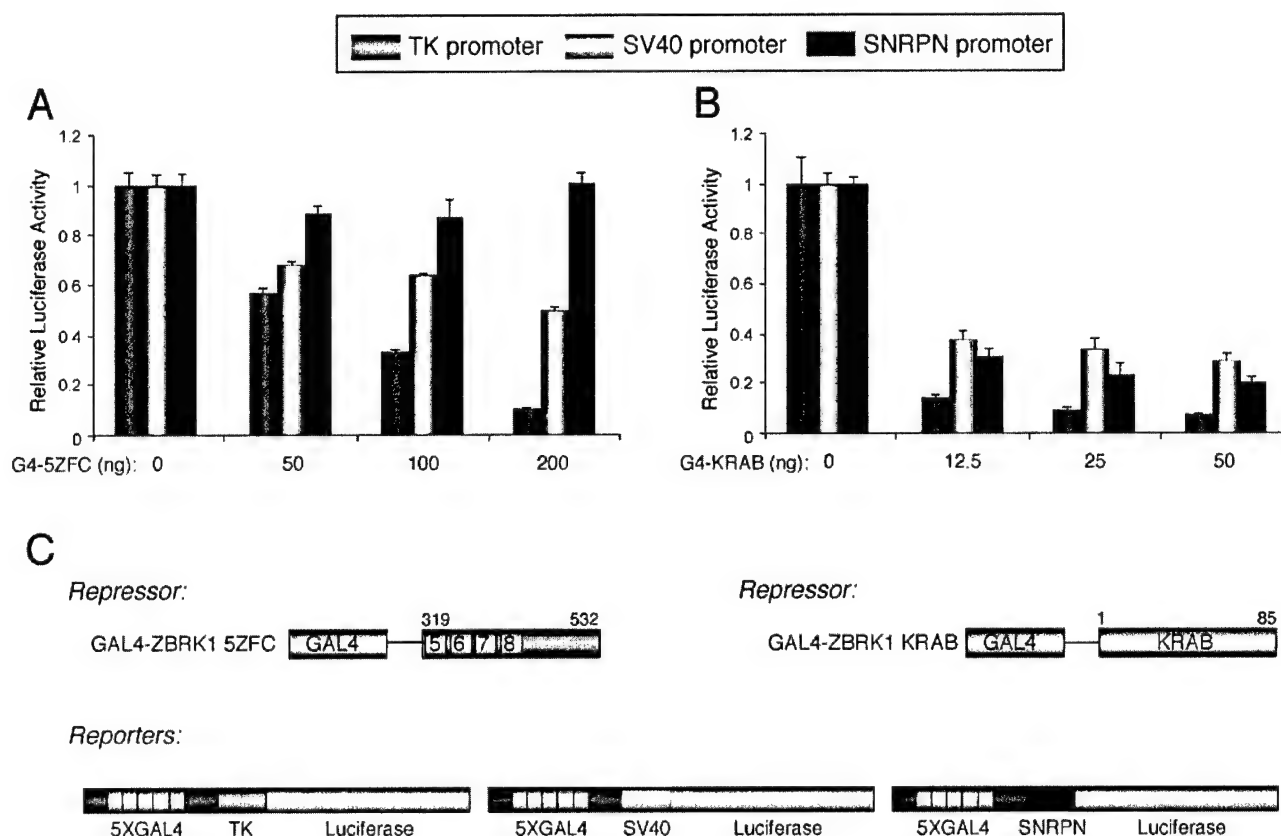 TK promoter SV40 promoter SNRPN promoter
A
Relative Luciferase Activity
1.2
1
0.8
0.6
0.4
0.2
0
G4-5ZFC (ng): 0 50 100 200
B
Relative Luciferase Activity
1.2
1
0.8
0.6
0.4
0.2
0
G4-KRAB (ng): 0 12.5 25 50
C
Repressor:
319 532
GAL4-ZBRK1 5ZFC GAL4 5 6 7 8
Repressor:
1 85
GAL4-ZBRK1 KRAB GAL4 KRAB
Reporters:
5XGAL4 TK Luciferase
5XGAL4 SV40 Luciferase
5XGAL4 SNRPN Luciferase